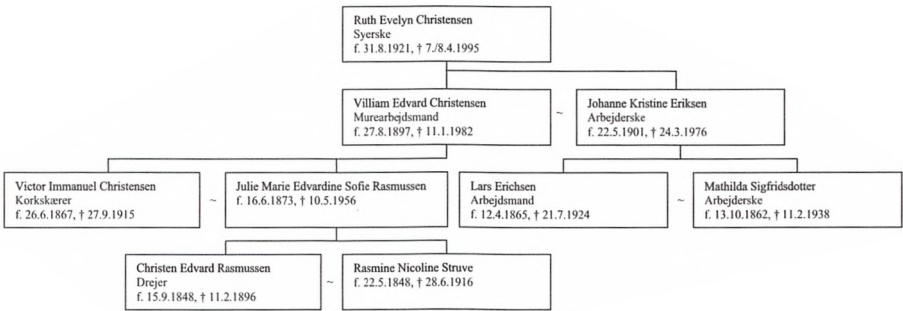 Ruth Evelyn Christensen
Syerske
f. 31.8.1921, † 7./8.4.1995
Villiam Edvard Christensen
Murearbejdsmand
f. 27.8.1897, † 11.1.1982
~
Johanne Kristine Eriksen
Arbejderske
f. 22.5.1901, † 24.3.1976
Victor Immanuel Christensen
Korkskærer
f. 26.6.1867, † 27.9.1915
~
Julie Marie Edvardine Sofie Rasmussen
f. 16.6.1873, † 10.5.1956
Lars Erichsen
Arbejdsmand
f. 12.4.1865, † 21.7.1924
~
Mathilda Sigfridsdotter
Arbejderske
f. 13.10.1862, † 11.2.1938
Christen Edvard Rasmussen
Drejer
f. 15.9.1848, † 11.2.1896
~
Rasmine Nicoline Struve
f. 22.5.1848, † 28.6.1916